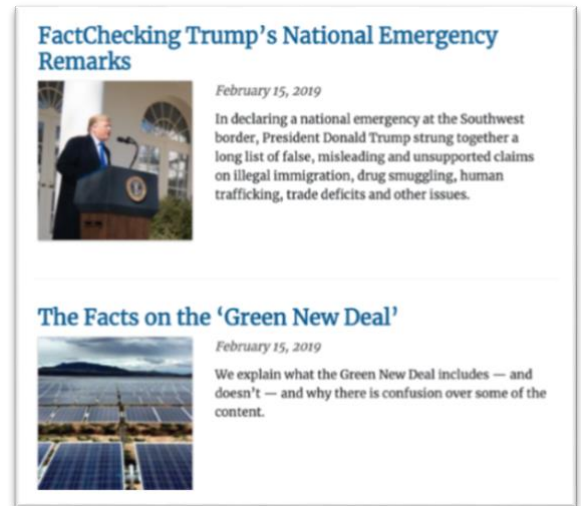 FactChecking Trump’s National Emergency
Remarks
February 15, 2019
In declaring a national emergency at the Southwest
border, President Donald Trump strung together a
long list of false, misleading and unsupported claims
on illegal immigration, drug smuggling, human
trafficking, trade deficits and other issues.
The Facts on the ‘Green New Deal’
February 15, 2019
We explain what the Green New Deal includes — and
doesn’t — and why there is confusion over some of the
content.